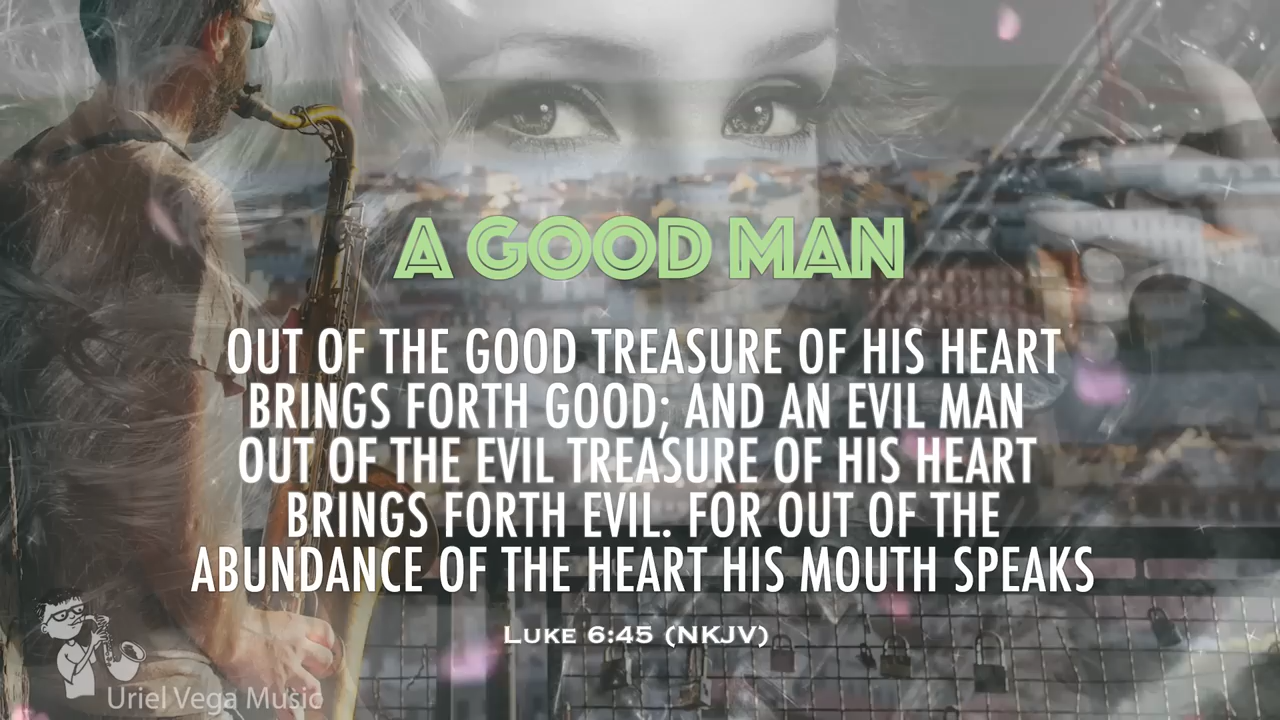 A GOOD MAN
OUT OF THE GOOD TREASURE OF HIS HEART
BRINGS FORTH GOOD; AND AN EVIL MAN
OUT OF THE EVIL TREASURE OF HIS HEART
BRINGS FORTH EVIL. FOR OUT OF THE
ABUNDANCE OF THE HEART HIS MOUTH SPEAKS
LUKE 6:45 (NKJV)
Uriel Vega Music